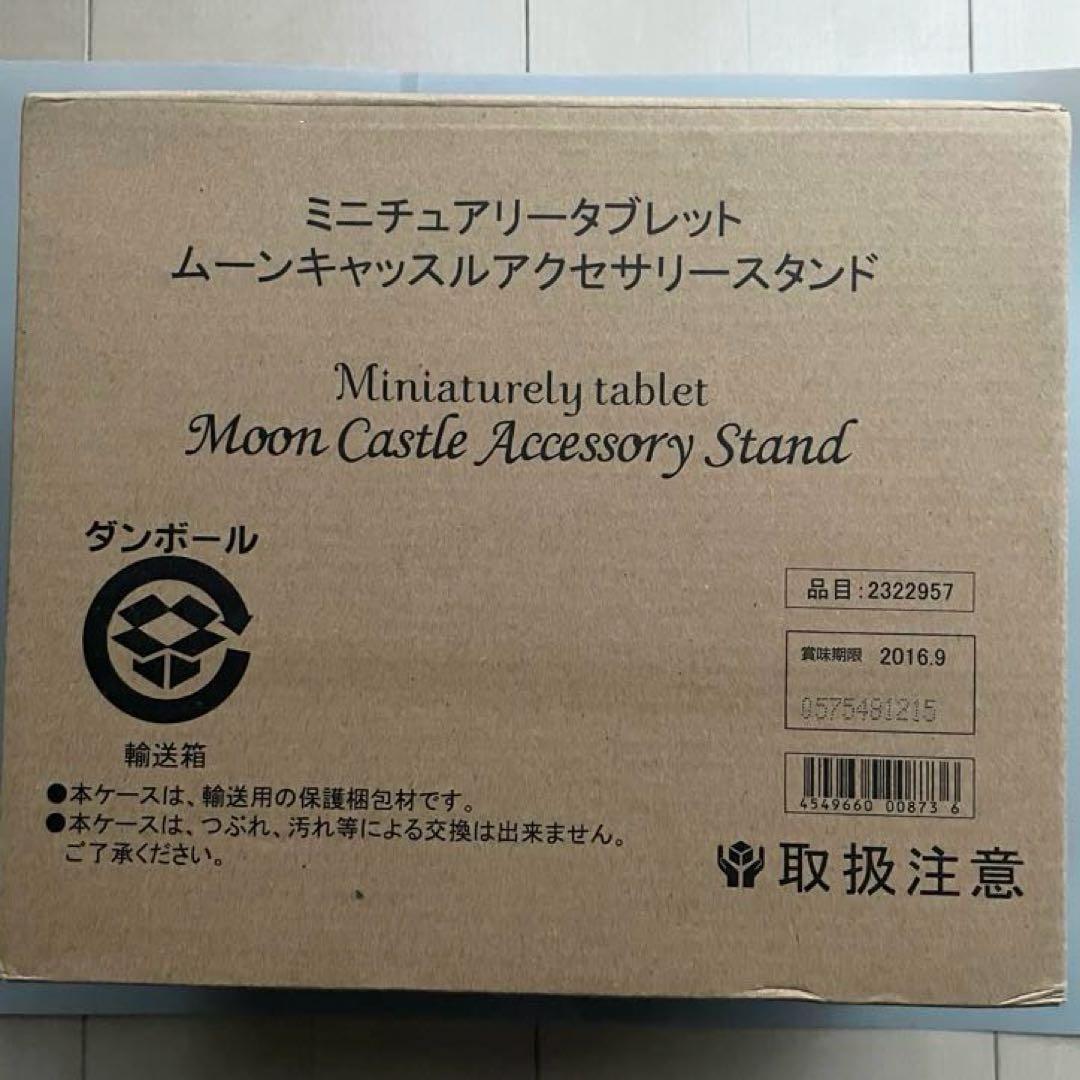 ミニチュアリータブレット
ムーンキャッスルアクセサリースタンド
Miniaturely tablet
Moon Castle Accessory Stand
ダンボール
輸送箱
●本ケースは、輸送用の保護梱包材です。
●本ケースは、つぶれ、汚れ等による交換は出来ません。
ご了承ください。
品目:2322957
賞味期限 2016.9
0575481215
4549660 00873 6
取扱注意